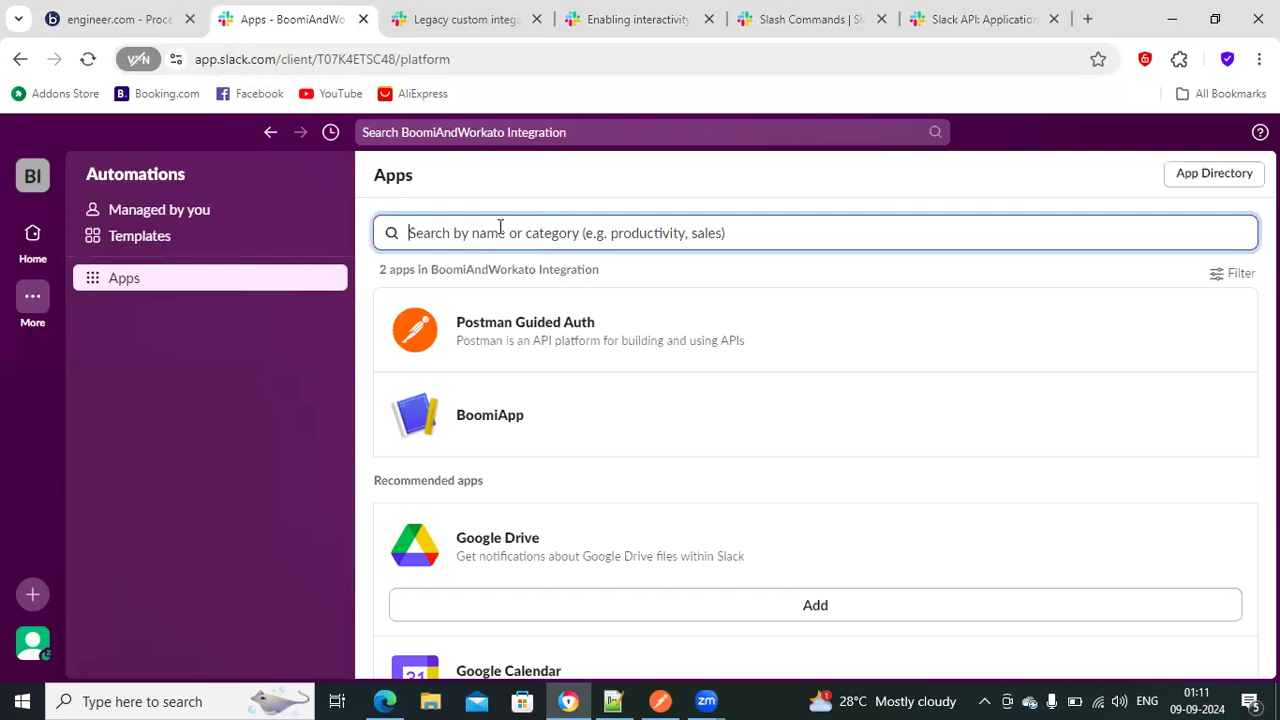 engineer.com - Proce
Apps - BoomiAndWo
Legacy custom integ
Enabling interactivity
Slash Commands | Sl
Slack API: Application
VPN
app.slack.com/client/T07K4ETSC48/platform
Addons Store
B. Booking.com
Facebook
YouTube
AliExpress
All Bookmarks
Search BoomiAndWorkato Integration
BI
Home
More
Automations
Managed by you
Templates
Apps
Apps
App Directory
Search by name or category (e.g. productivity, sales)
2 apps in BoomiAndWorkato Integration
Filter
Postman Guided Auth
Postman is an API platform for building and using APIs
BoomiApp
Recommended apps
Google Drive
Get notifications about Google Drive files within Slack
Add
Google Calendar
31
Type here to search
zm
28°C Mostly cloudy
ENG
01:11
09-09-2024
5